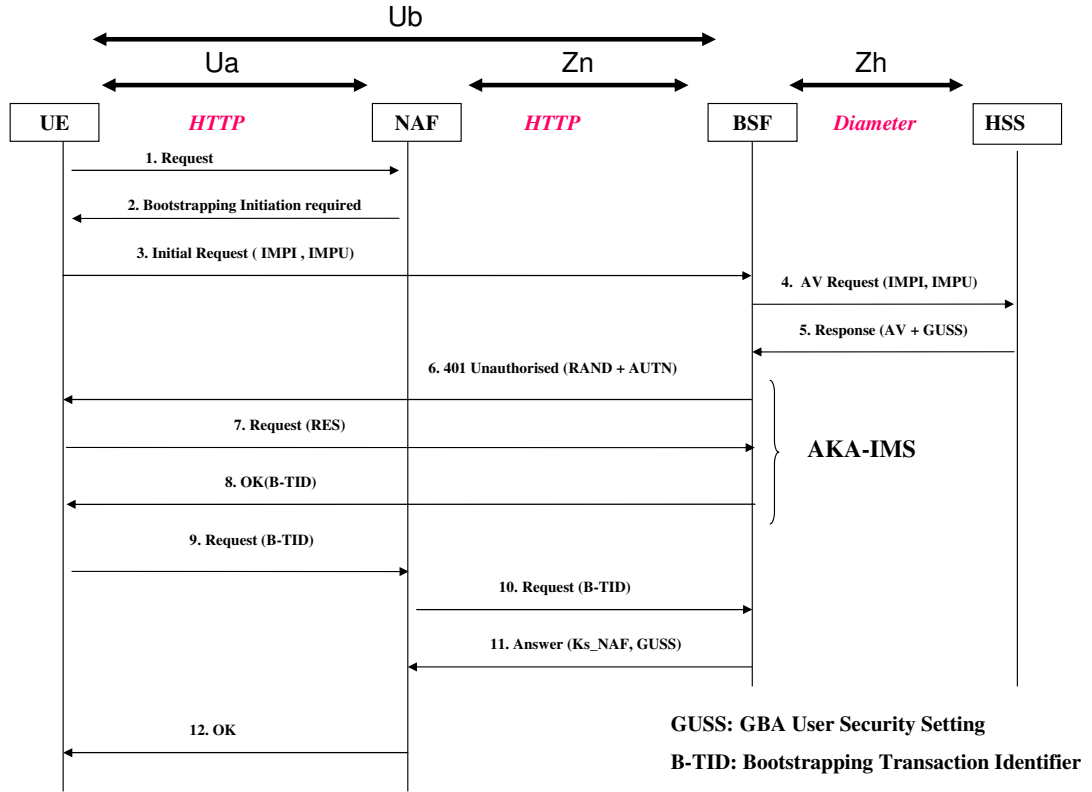 Ub
Ua
Zn
Zh
UE
HTTP
NAF
HTTP
BSF
Diameter
HSS
1. Request
2. Bootstrapping Initiation required
3. Initial Request ( IMPI , IMPU)
4. AV Request (IMPI, IMPU)
5. Response (AV + GUSS)
6. 401 Unauthorised (RAND + AUTN)
7. Request (RES)
AKA-IMS
8. OK(B-TID)
9. Request (B-TID)
10. Request (B-TID)
11. Answer (Ks_NAF, GUSS)
12. OK
GUSS: GBA User Security Setting
B-TID: Bootstrapping Transaction Identifier